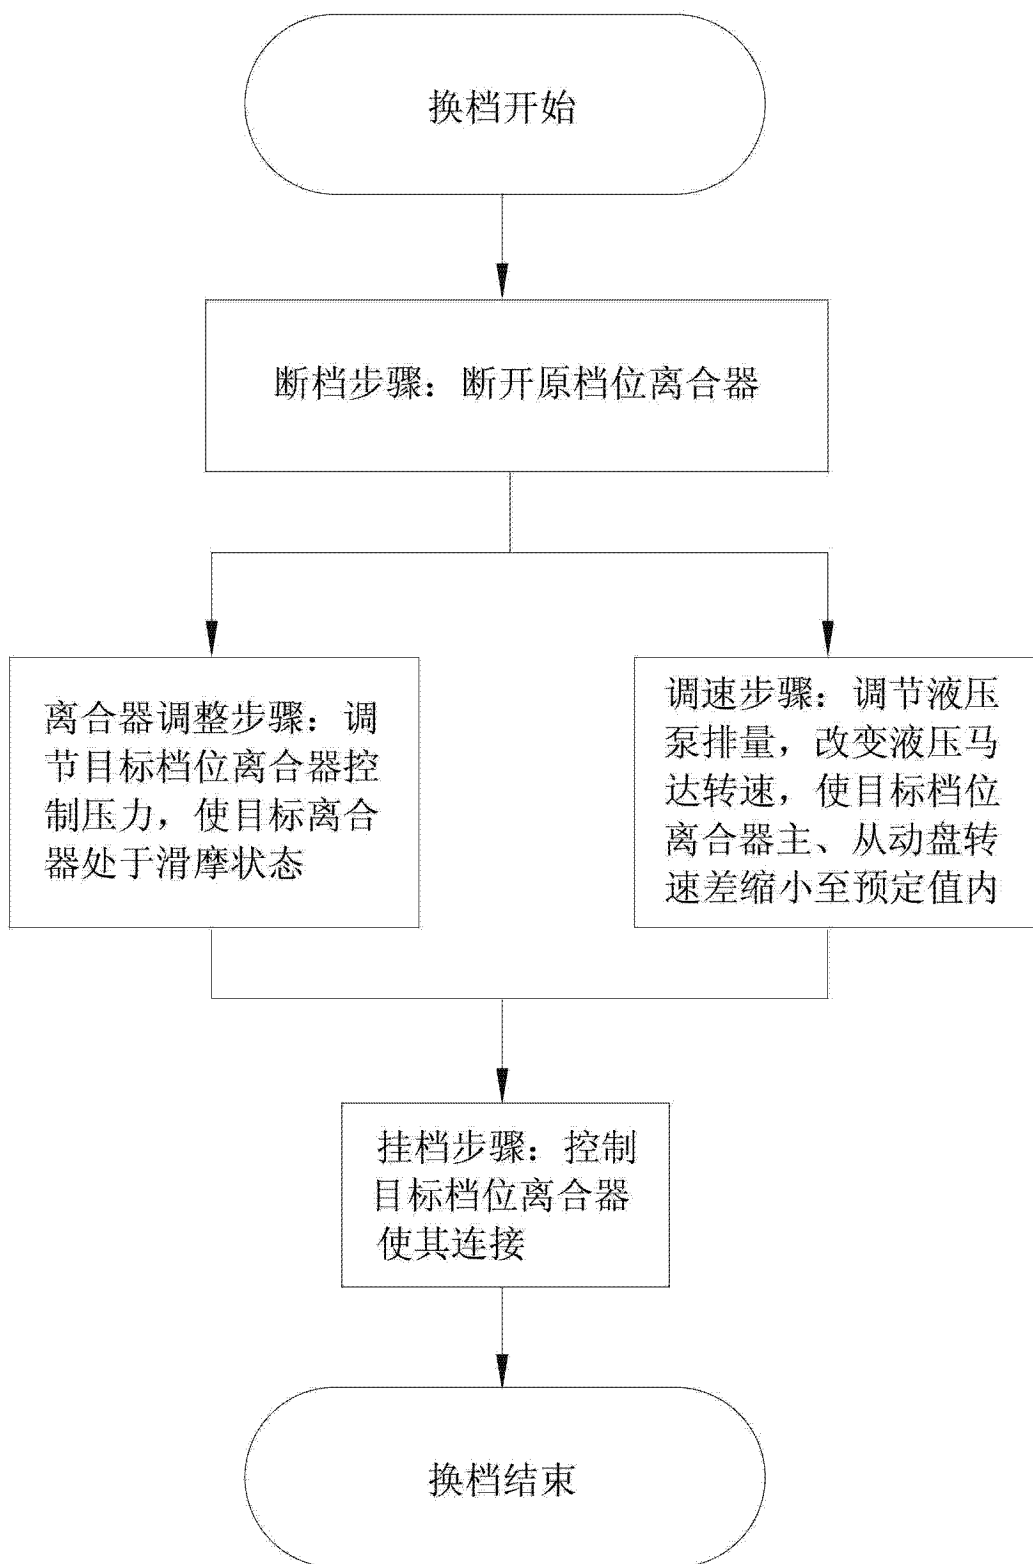 换档开始
断档步骤：断开原档位离合器
离合器调整步骤：调
节目标档位离合器控
制压力，使目标离合
器处于滑摩状态
调速步骤：调节液压
泵排量，改变液压马
达转速，使目标档位
离合器主、从动盘转
速差缩小至预定值内
挂档步骤：控制
目标档位离合器
使其连接
换档结束